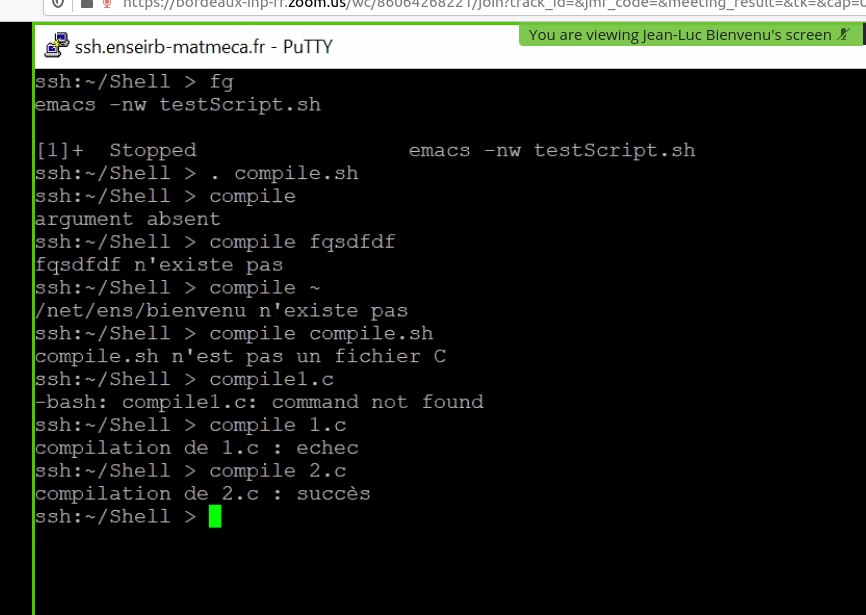 https://bordeaux-inp-fr.zoom.us/wc/86064268221/join?track_id=&jmf_code=&meeting_result=&tk=&cap=
You are viewing Jean-Luc Bienvenu's screen
ssh.enseirb-matmeca.fr - PuTTY
ssh:~/Shell > fg
emacs -nw testScript.sh
[1]+  Stopped                 emacs -nw testScript.sh
ssh:~/Shell > . compile.sh
ssh:~/Shell > compile
argument absent
ssh:~/Shell > compile fqsdfdf
fqsdfdf n'existe pas
ssh:~/Shell > compile ~
/net/ens/bienvenu n'existe pas
ssh:~/Shell > compile compile.sh
compile.sh n'est pas un fichier C
ssh:~/Shell > compile1.c
-bash: compile1.c: command not found
ssh:~/Shell > compile 1.c
compilation de 1.c : echec
ssh:~/Shell > compile 2.c
compilation de 2.c : succès
ssh:~/Shell >